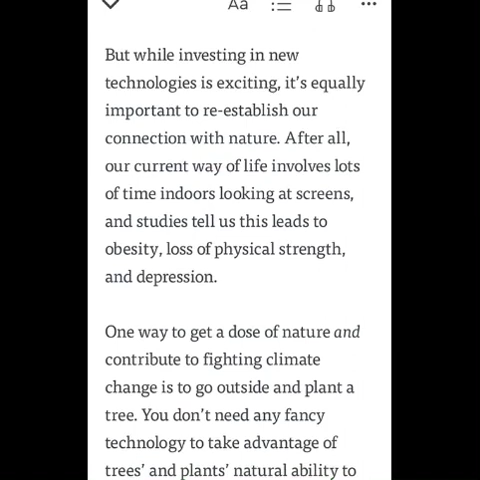 Aa
But while investing in new
technologies is exciting, it’s equally
important to re-establish our
connection with nature. After all,
our current way of life involves lots
of time indoors looking at screens,
and studies tell us this leads to
obesity, loss of physical strength,
and depression.
One way to get a dose of nature and
contribute to fighting climate
change is to go outside and plant a
tree. You don’t need any fancy
technology to take advantage of
trees’ and plants’ natural ability to